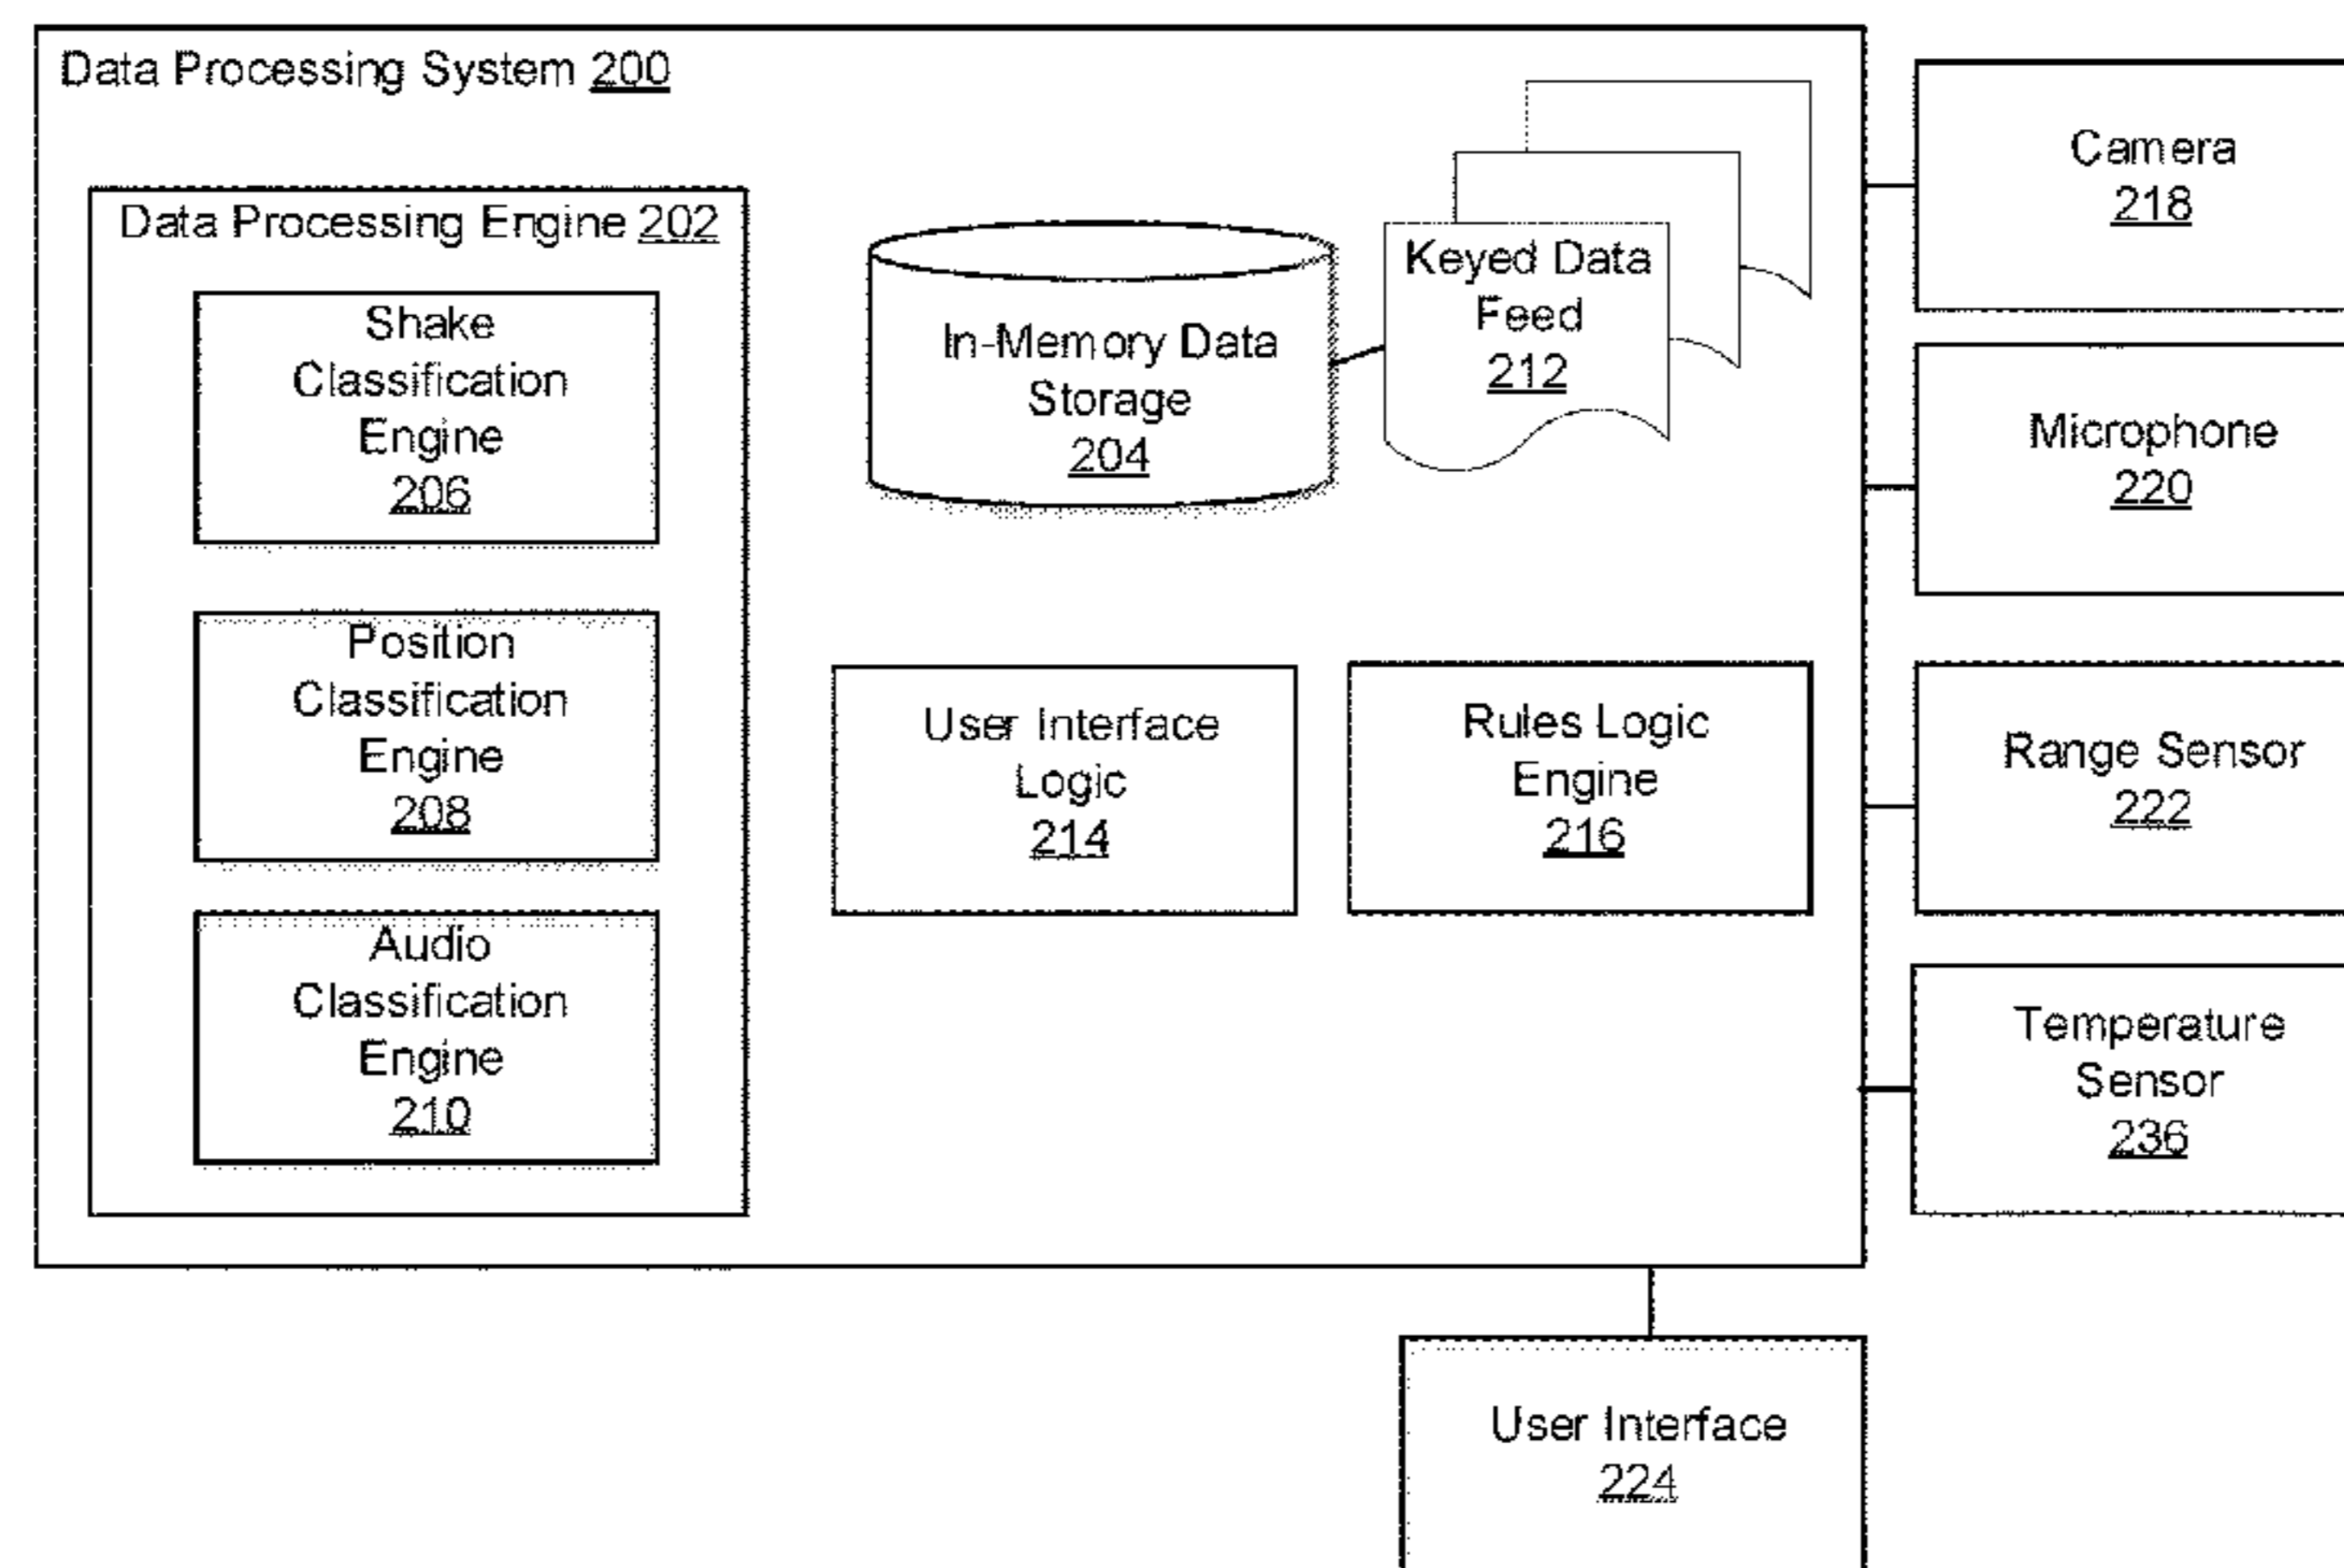 Data Processing System 200
Data Processing Engine 202
Shake
Classification
Engine
206
Position
Classification
Engine
208
Audio
Classification
Engine
210
In-Memory Data
Storage
204
Keyed Data
Feed
212
User Interface
Logic
214
Rules Logic
Engine
216
Camera
218
Microphone
220
Range Sensor
222
Temperature
Sensor
236
User Interface
224